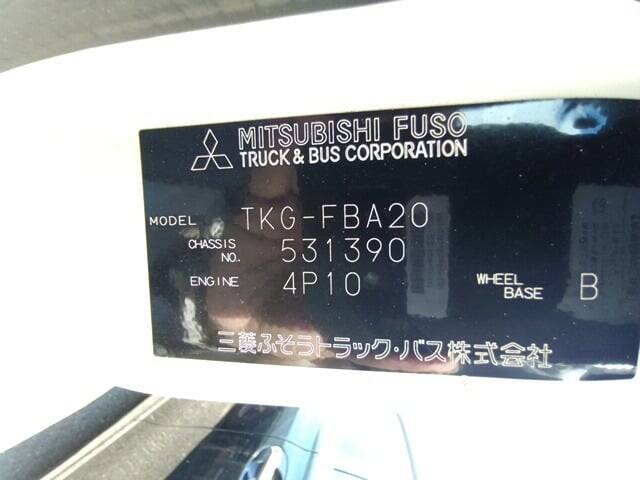 MITSUBISHI FUSO
TRUCK & BUS CORPORATION
MODEL TKG-FBA20
CHASSIS NO. 531390
ENGINE 4P10 WHEEL BASE B
三菱ふそうトラック・バス株式会社